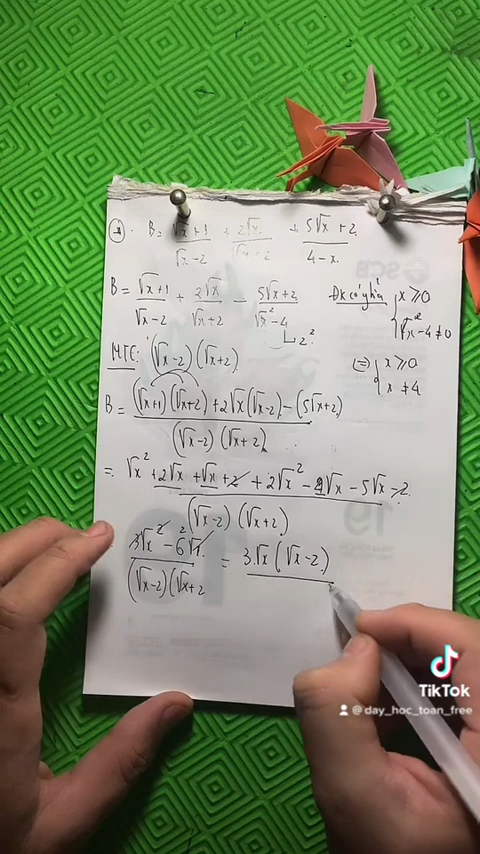 B = √x+1 / √x-2 + 2√x / √x+2 + 5√x+2 / 4-x
B = √x+1 / √x-2 + 2√x / √x+2 - 5√x+2 / √x²-4
ĐK có nghĩa { x ≥ 0
√x²-4 ≠ 0
2²
MTC: (√x-2)(√x+2)
(=) { x ≥ 0
x ≠ 4
B = (√x+1)(√x+2)+2√x(√x-2)-(5√x+2) / (√x-2)(√x+2)
= √x²+2√x+√x+2+2√x²-4√x-5√x-2 / (√x-2)(√x+2)
3√x²-6√x / (√x-2)(√x+2 = 3.√x(√x-2)
TikTok
@day_hoc_toan_free